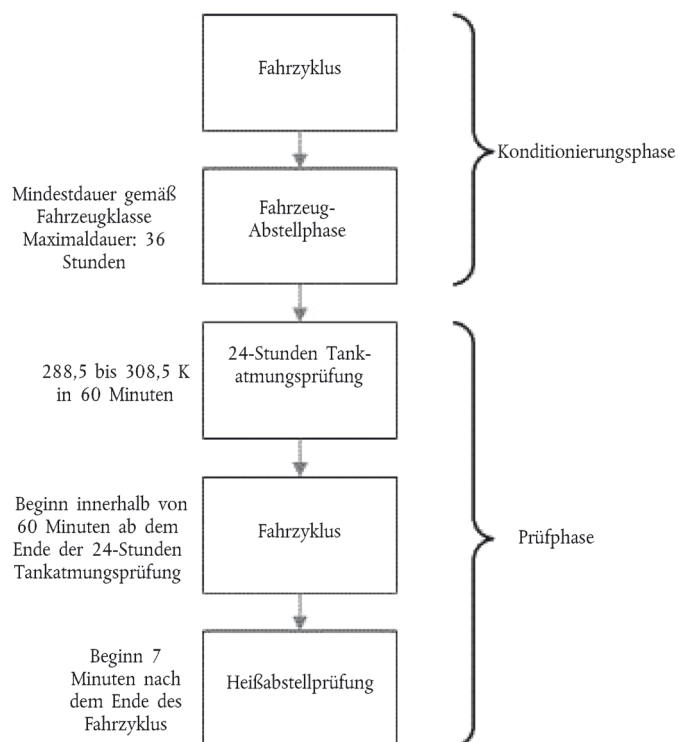 Fahrzyklus
Konditionierungsphase
Mindestdauer gemäß
Fahrzeugklasse
Maximaldauer: 36
Stunden
Fahrzeug-
Abstellphase
288,5 bis 308,5 K
in 60 Minuten
24-Stunden Tank-
atmungsprüfung
Beginn innerhalb von
60 Minuten ab dem
Ende der 24-Stunden
Tankatmungsprüfung
Fahrzyklus
Prüfphase
Beginn 7
Minuten nach
dem Ende des
Fahrzyklus
Heißabstellprüfung